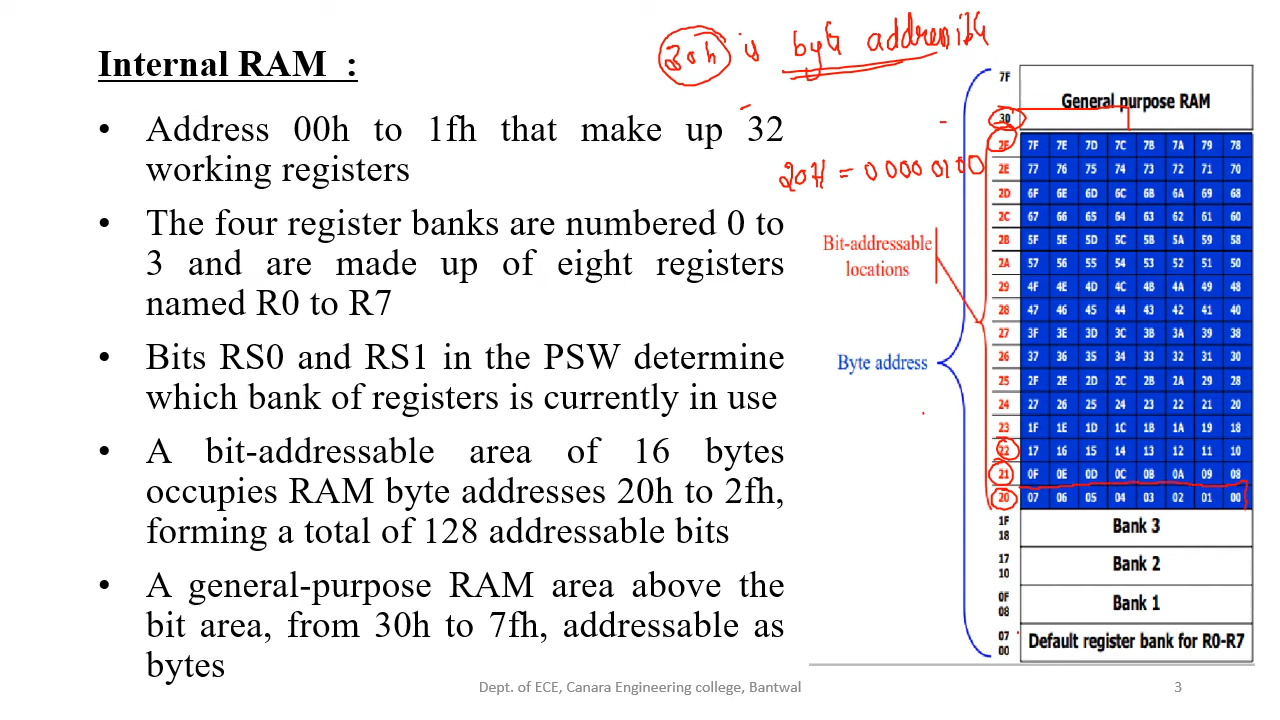 30h is byte addressible
Internal RAM :
• Address 00h to 1fh that make up 32
working registers
• The four register banks are numbered 0 to
3 and are made up of eight registers
named R0 to R7
• Bits RS0 and RS1 in the PSW determine
which bank of registers is currently in use
• A bit-addressable area of 16 bytes
occupies RAM byte addresses 20h to 2fh,
forming a total of 128 addressable bits
• A general-purpose RAM area above the
bit area, from 30h to 7fh, addressable as
bytes
20H = 0 0000 0100
Bit-addressable
locations
Byte address
7F
General purpose RAM
30
2F 7F 7E 7D 7C 7B 7A 79 78
2E 77 76 75 74 73 72 71 70
2D 6F 6E 6D 6C 6B 6A 69 68
2C 67 66 65 64 63 62 61 60
2B 5F 5E 5D 5C 5B 5A 59 58
2A 57 56 55 54 53 52 51 50
29 4F 4E 4D 4C 4B 4A 49 48
28 47 46 45 44 43 42 41 40
27 3F 3E 3D 3C 3B 3A 39 38
26 37 36 35 34 33 32 31 30
25 2F 2E 2D 2C 2B 2A 29 28
24 27 26 25 24 23 22 21 20
23 1F 1E 1D 1C 1B 1A 19 18
22 17 16 15 14 13 12 11 10
21 0F 0E 0D 0C 0B 0A 09 08
20 07 06 05 04 03 02 01 00
1F
Bank 3
18
17
Bank 2
10
0F
Bank 1
08
07
Default register bank for R0-R7
00
Dept. of ECE, Canara Engineering college, Bantwal
3